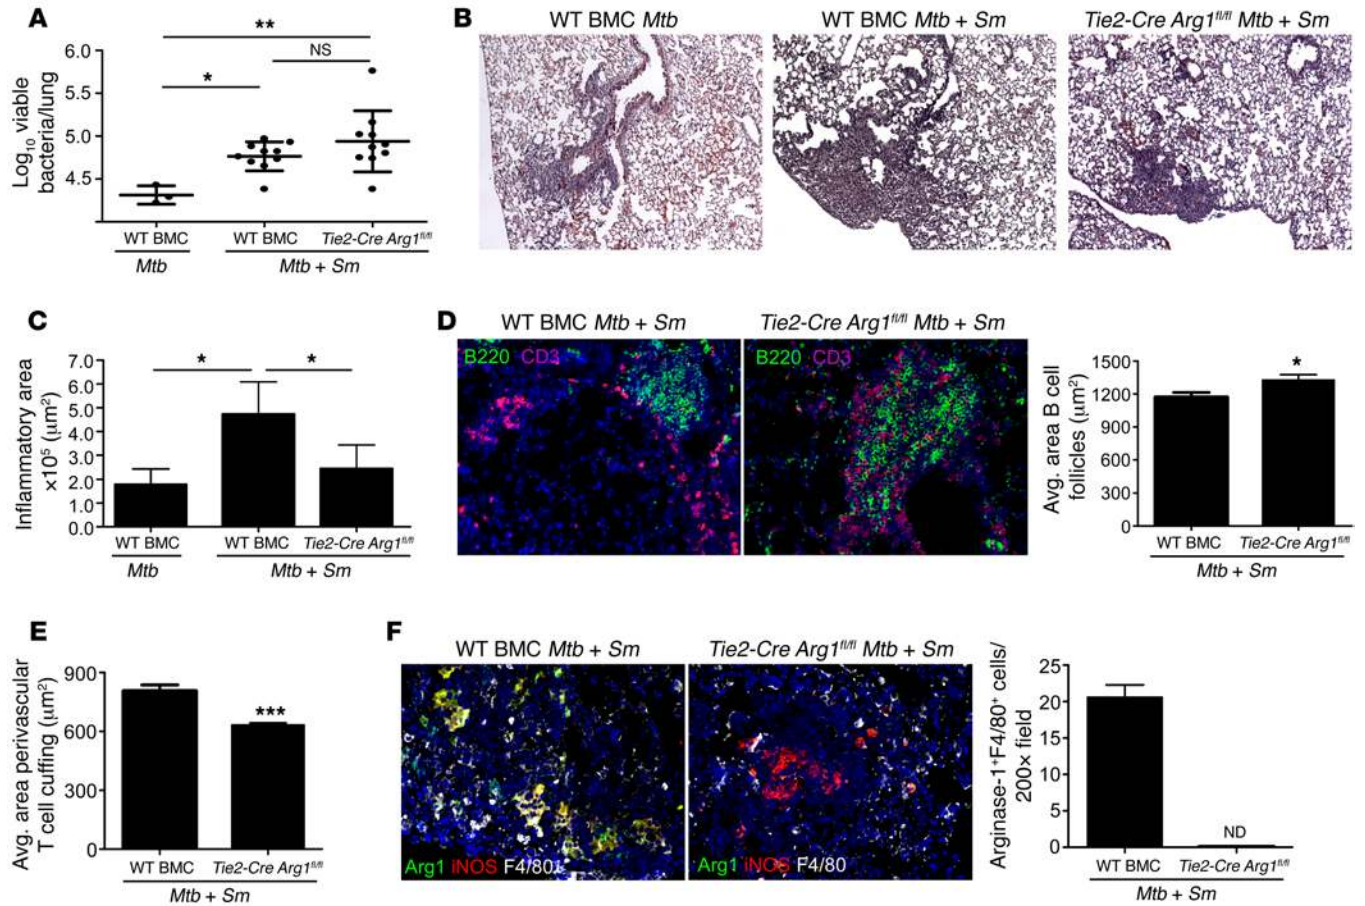 A
Log10 viable
bacteria/lung
6.0
5.5
5.0
4.5
**
NS
*
WT BMC
WT BMC
Tie2-Cre Arg1fl/fl
Mtb
Mtb + Sm
B
WT BMC Mtb
WT BMC Mtb + Sm
Tie2-Cre Arg1fl/fl Mtb + Sm
C
Inflammatory area
×10⁵ (μm²)
7.0
6.0
5.0
4.0
3.0
2.0
1.0
0.0
*
*
WT BMC
WT BMC
Tie2-Cre Arg1fl/fl
Mtb
Mtb + Sm
D
WT BMC Mtb + Sm
Tie2-Cre Arg1fl/fl Mtb + Sm
B220 CD3
B220 CD3
Avg. area B cell
follicles (μm²)
1500
1200
900
600
300
0
*
WT BMC
Tie2-Cre Arg1fl/fl
Mtb + Sm
E
Avg. area perivascular
T cell cuffing (μm²)
900
600
300
0
***
WT BMC
Tie2-Cre Arg1fl/fl
Mtb + Sm
F
WT BMC Mtb + Sm
Tie2-Cre Arg1fl/fl Mtb + Sm
Arg1 iNOS F4/80
Arg1 iNOS F4/80
Arginase-1⁺F4/80⁺ cells/
200× field
25
20
15
10
5
0
ND
WT BMC
Tie2-Cre Arg1fl/fl
Mtb + Sm